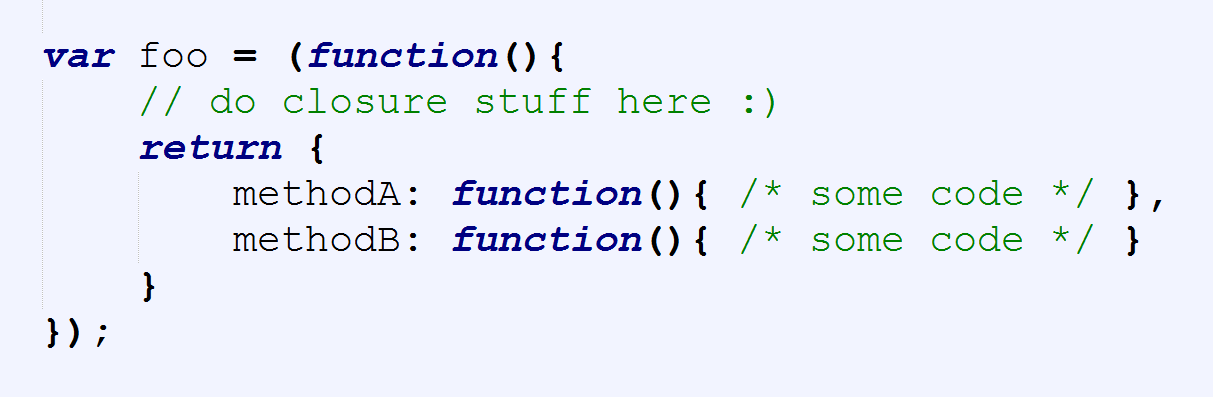 var foo = (function(){
// do closure stuff here :)
return {
methodA: function(){ /* some code */ },
methodB: function(){ /* some code */ }
}
});